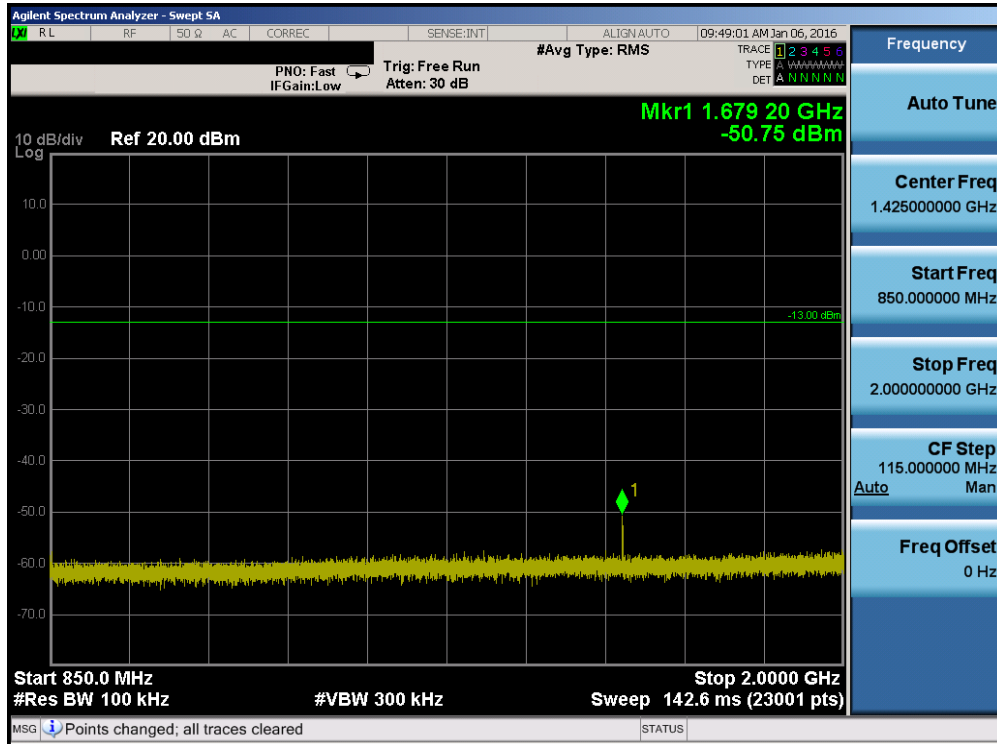 Agilent Spectrum Analyzer - Swept SA
LXI RL RF 50 Ω AC CORREC SENSE:INT ALIGN AUTO 09:49:01 AM Jan 06, 2016
#Avg Type: RMS TRACE 1 2 3 4 5 6
PNO: Fast Trig: Free Run TYPE A WWWWW
IFGain:Low Atten: 30 dB DET A N N N N N
Mkr1 1.679 20 GHz
-50.75 dBm
10 dB/div Ref 20.00 dBm
Log
10.0
0.00
-10.0
-13.00 dBm
-20.0
-30.0
-40.0
1
-50.0
-60.0
-70.0
Start 850.0 MHz Stop 2.0000 GHz
#Res BW 100 kHz #VBW 300 kHz Sweep 142.6 ms (23001 pts)
MSG Points changed; all traces cleared STATUS
Frequency
Auto Tune
Center Freq
1.425000000 GHz
Start Freq
850.000000 MHz
Stop Freq
2.000000000 GHz
CF Step
115.000000 MHz
Auto Man
Freq Offset
0 Hz